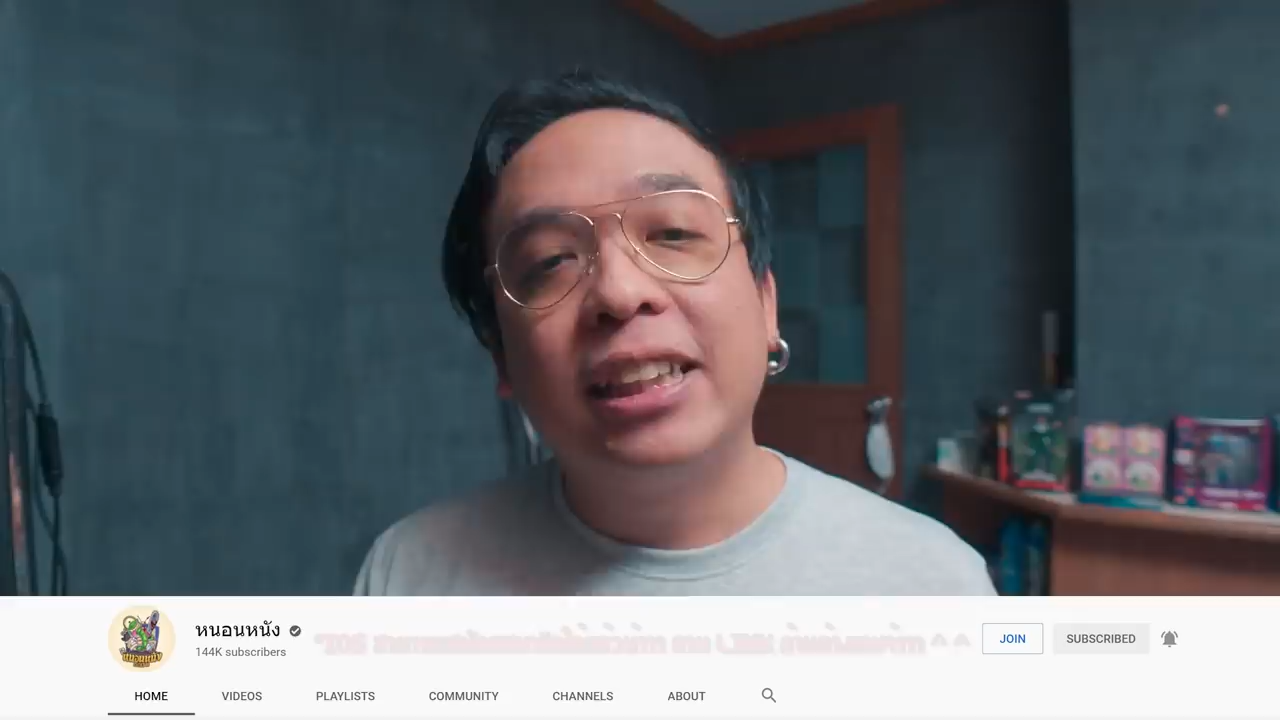 หนอนหนัง
144K subscribers
JOIN
SUBSCRIBED
HOME
VIDEOS
PLAYLISTS
COMMUNITY
CHANNELS
ABOUT